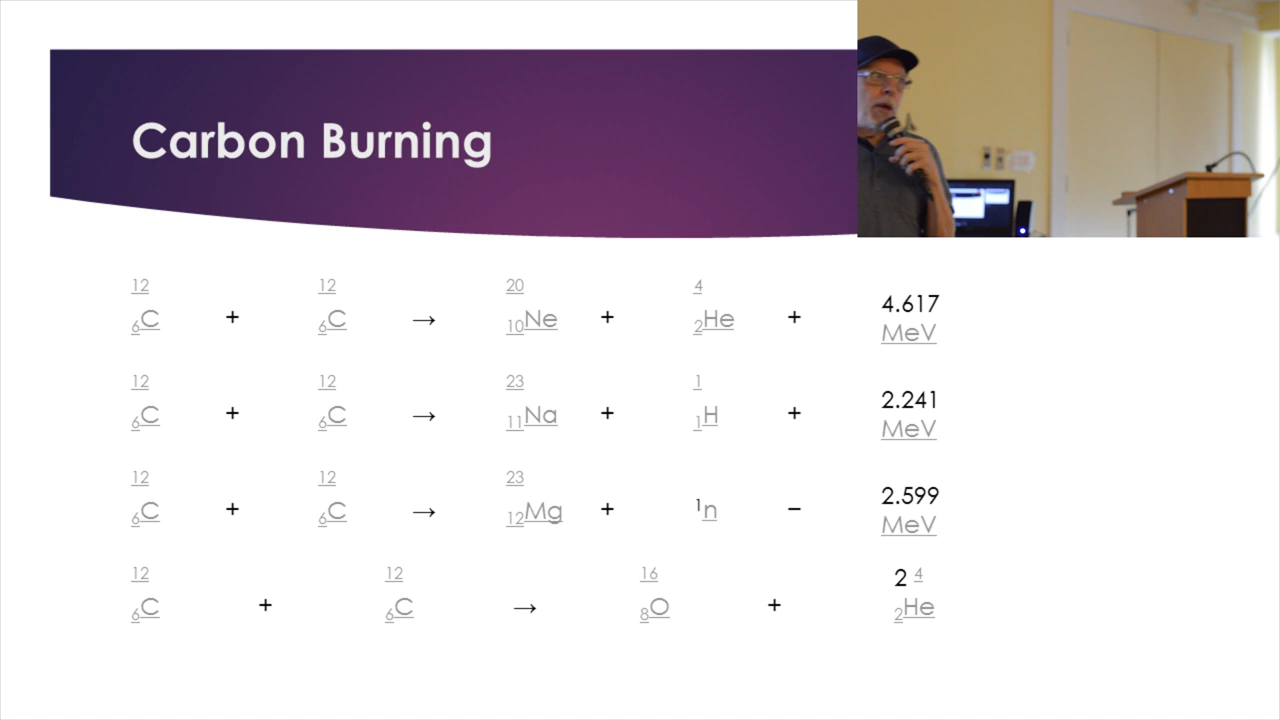 Carbon Burning
12 12 20 4
6C + 6C → 10Ne + 2He + 4.617 MeV
12 12 23 1
6C + 6C → 11Na + 1H + 2.241 MeV
12 12 23
6C + 6C → 12Mg + 1n − 2.599 MeV
12 12 16 2 4
6C + 6C → 8O + 2He